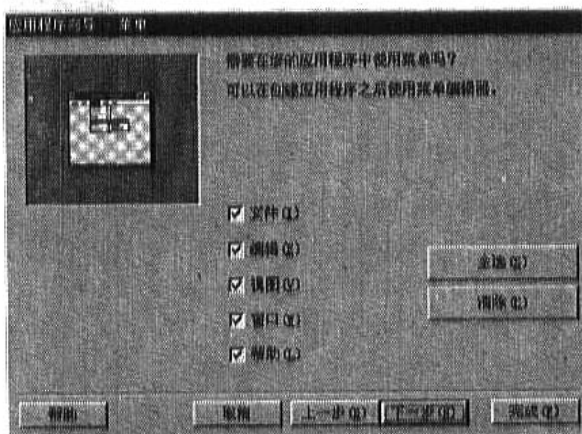 应用程序向导 - 菜单
需要在您的应用程序中使用菜单吗？
可以在创建应用程序之后使用菜单编辑器。
文件
编辑
视图(V)
窗口
帮助
全选
清除
帮助
取消
上一步
下一步
完成